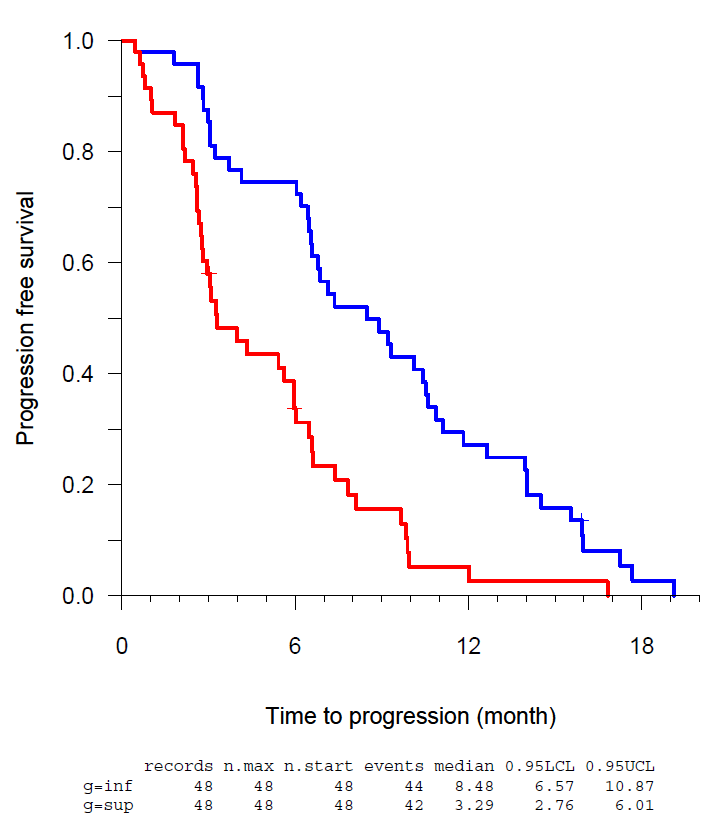 1.0
0.8
0.6
0.4
0.2
0.0
Progression free survival
0 6 12 18
Time to progression (month)
records n.max n.start events median 0.95LCL 0.95UCL
g=inf 48 48 48 44 8.48 6.57 10.87
g=sup 48 48 48 42 3.29 2.76 6.01